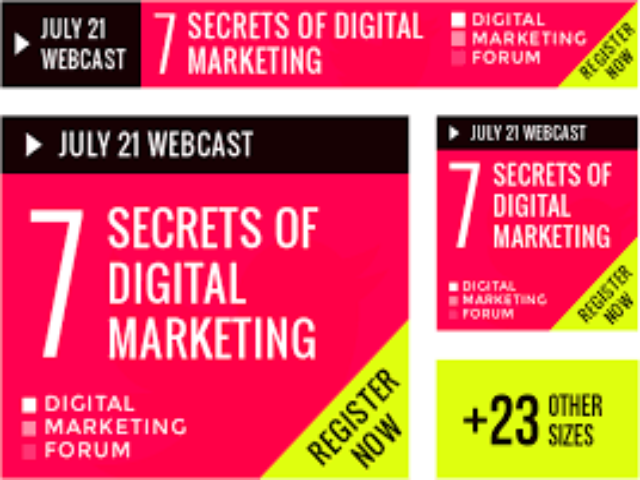 JULY 21
WEBCAST
7
SECRETS OF DIGITAL
MARKETING
DIGITAL
MARKETING
FORUM
REGISTER
NOW
JULY 21 WEBCAST
7
SECRETS OF
DIGITAL
MARKETING
DIGITAL
MARKETING
FORUM
REGISTER
NOW
JULY 21 WEBCAST
7
SECRETS OF
DIGITAL
MARKETING
DIGITAL
MARKETING
FORUM
REGISTER
NOW
+23
OTHER
SIZES